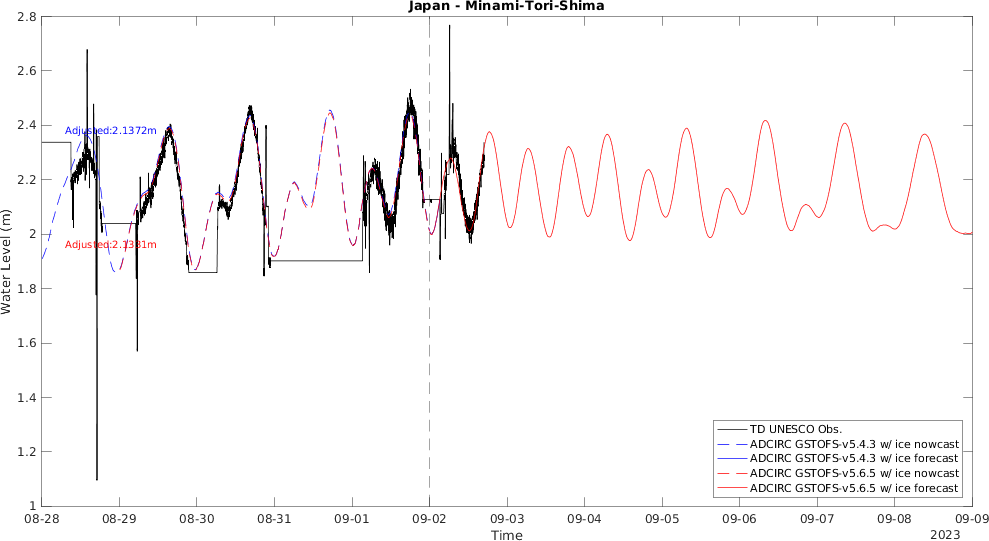 Japan - Minami-Tori-Shima
2.8
2.6
2.4
2.2
2
1.8
1.6
1.4
1.2
1
Water Level (m)
Adjusted:2.1372m
Adjusted:2.1381m
TD UNESCO Obs.
ADCIRC GSTOFS-v5.4.3 w/ ice nowcast
ADCIRC GSTOFS-v5.4.3 w/ ice forecast
ADCIRC GSTOFS-v5.6.5 w/ ice nowcast
ADCIRC GSTOFS-v5.6.5 w/ ice forecast
08-28 08-29 08-30 08-31 09-01 09-02 09-03 09-04 09-05 09-06 09-07 09-08 09-09
Time
2023